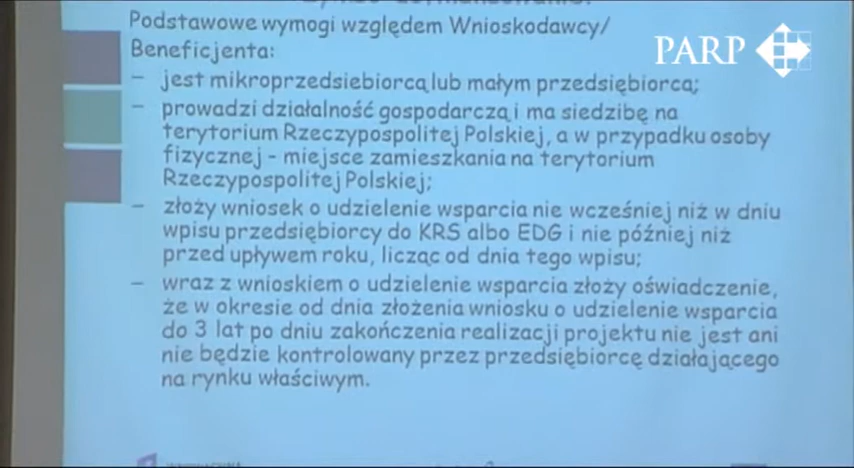 Podstawowe wymogi względem Wnioskodawcy/
Beneficjenta:
PARP
– jest mikroprzedsiebiorcą lub małym przedsiębiorcą;
– prowadzi działalność gospodarczą i ma siedzibę na
terytorium Rzeczypospolitej Polskiej, a w przypadku osoby
fizycznej - miejsce zamieszkania na terytorium
Rzeczypospolitej Polskiej;
– złoży wniosek o udzielenie wsparcia nie wcześniej niż w dniu
wpisu przedsiębiorcy do KRS albo EDG i nie później niż
przed upływem roku, licząc od dnia tego wpisu;
– wraz z wnioskiem o udzielenie wsparcia złoży oświadczenie,
że w okresie od dnia złożenia wniosku o udzielenie wsparcia
do 3 lat po dniu zakończenia realizacji projektu nie jest ani
nie będzie kontrolowany przez przedsiębiorcę działającego
na rynku właściwym.